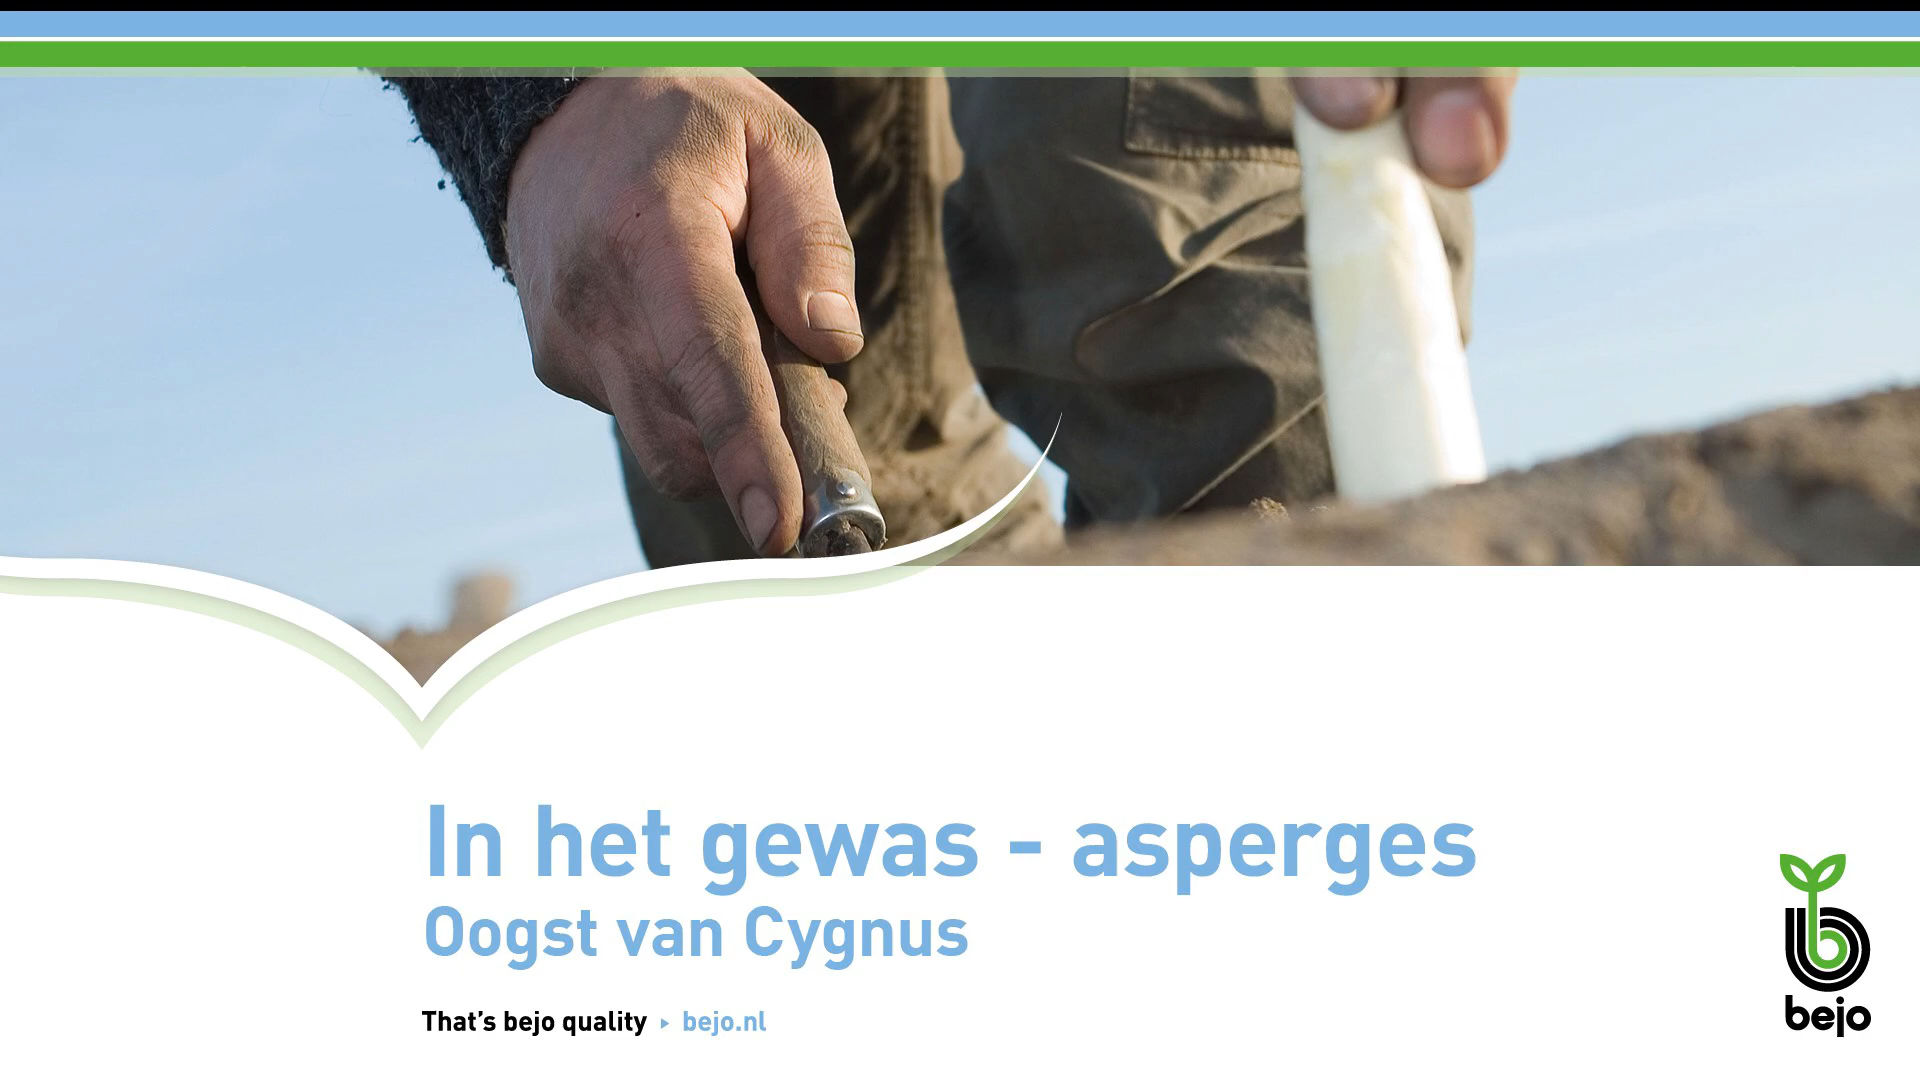 In het gewas - asperges
Oogst van Cygnus
That's bejo quality ▸ bejo.nl
bejo